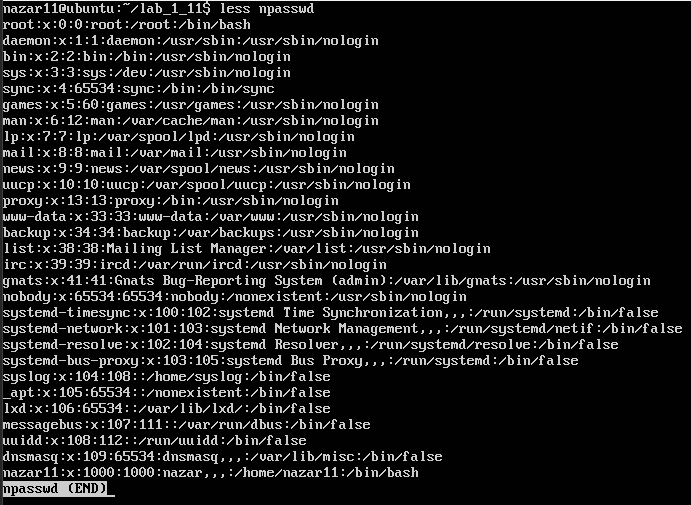 nazar11@ubuntu:~/lab_1_11$ less npasswd
root:x:0:0:root:/root:/bin/bash
daemon:x:1:1:daemon:/usr/sbin:/usr/sbin/nologin
bin:x:2:2:bin:/bin:/usr/sbin/nologin
sys:x:3:3:sys:/dev:/usr/sbin/nologin
sync:x:4:65534:sync:/bin:/bin/sync
games:x:5:60:games:/usr/games:/usr/sbin/nologin
man:x:6:12:man:/var/cache/man:/usr/sbin/nologin
lp:x:7:7:lp:/var/spool/lpd:/usr/sbin/nologin
mail:x:8:8:mail:/var/mail:/usr/sbin/nologin
news:x:9:9:news:/var/spool/news:/usr/sbin/nologin
uucp:x:10:10:uucp:/var/spool/uucp:/usr/sbin/nologin
proxy:x:13:13:proxy:/bin:/usr/sbin/nologin
www-data:x:33:33:www-data:/var/www:/usr/sbin/nologin
backup:x:34:34:backup:/var/backups:/usr/sbin/nologin
list:x:38:38:Mailing List Manager:/var/list:/usr/sbin/nologin
irc:x:39:39:ircd:/var/run/ircd:/usr/sbin/nologin
gnats:x:41:41:Gnats Bug-Reporting System (admin):/var/lib/gnats:/usr/sbin/nologin
nobody:x:65534:65534:nobody:/nonexistent:/usr/sbin/nologin
systemd-timesync:x:100:102:systemd Time Synchronization,,,:/run/systemd:/bin/false
systemd-network:x:101:103:systemd Network Management,,,:/run/systemd/netif:/bin/false
systemd-resolve:x:102:104:systemd Resolver,,,:/run/systemd/resolve:/bin/false
systemd-bus-proxy:x:103:105:systemd Bus Proxy,,,:/run/systemd:/bin/false
syslog:x:104:108::/home/syslog:/bin/false
_apt:x:105:65534::/nonexistent:/bin/false
lxd:x:106:65534::/var/lib/lxd/:/bin/false
messagebus:x:107:111::/var/run/dbus:/bin/false
uuidd:x:108:112::/run/uuidd:/bin/false
dnsmasq:x:109:65534:dnsmasq,,,:/var/lib/misc:/bin/false
nazar11:x:1000:1000:nazar,,,:/home/nazar11:/bin/bash
npasswd (END)